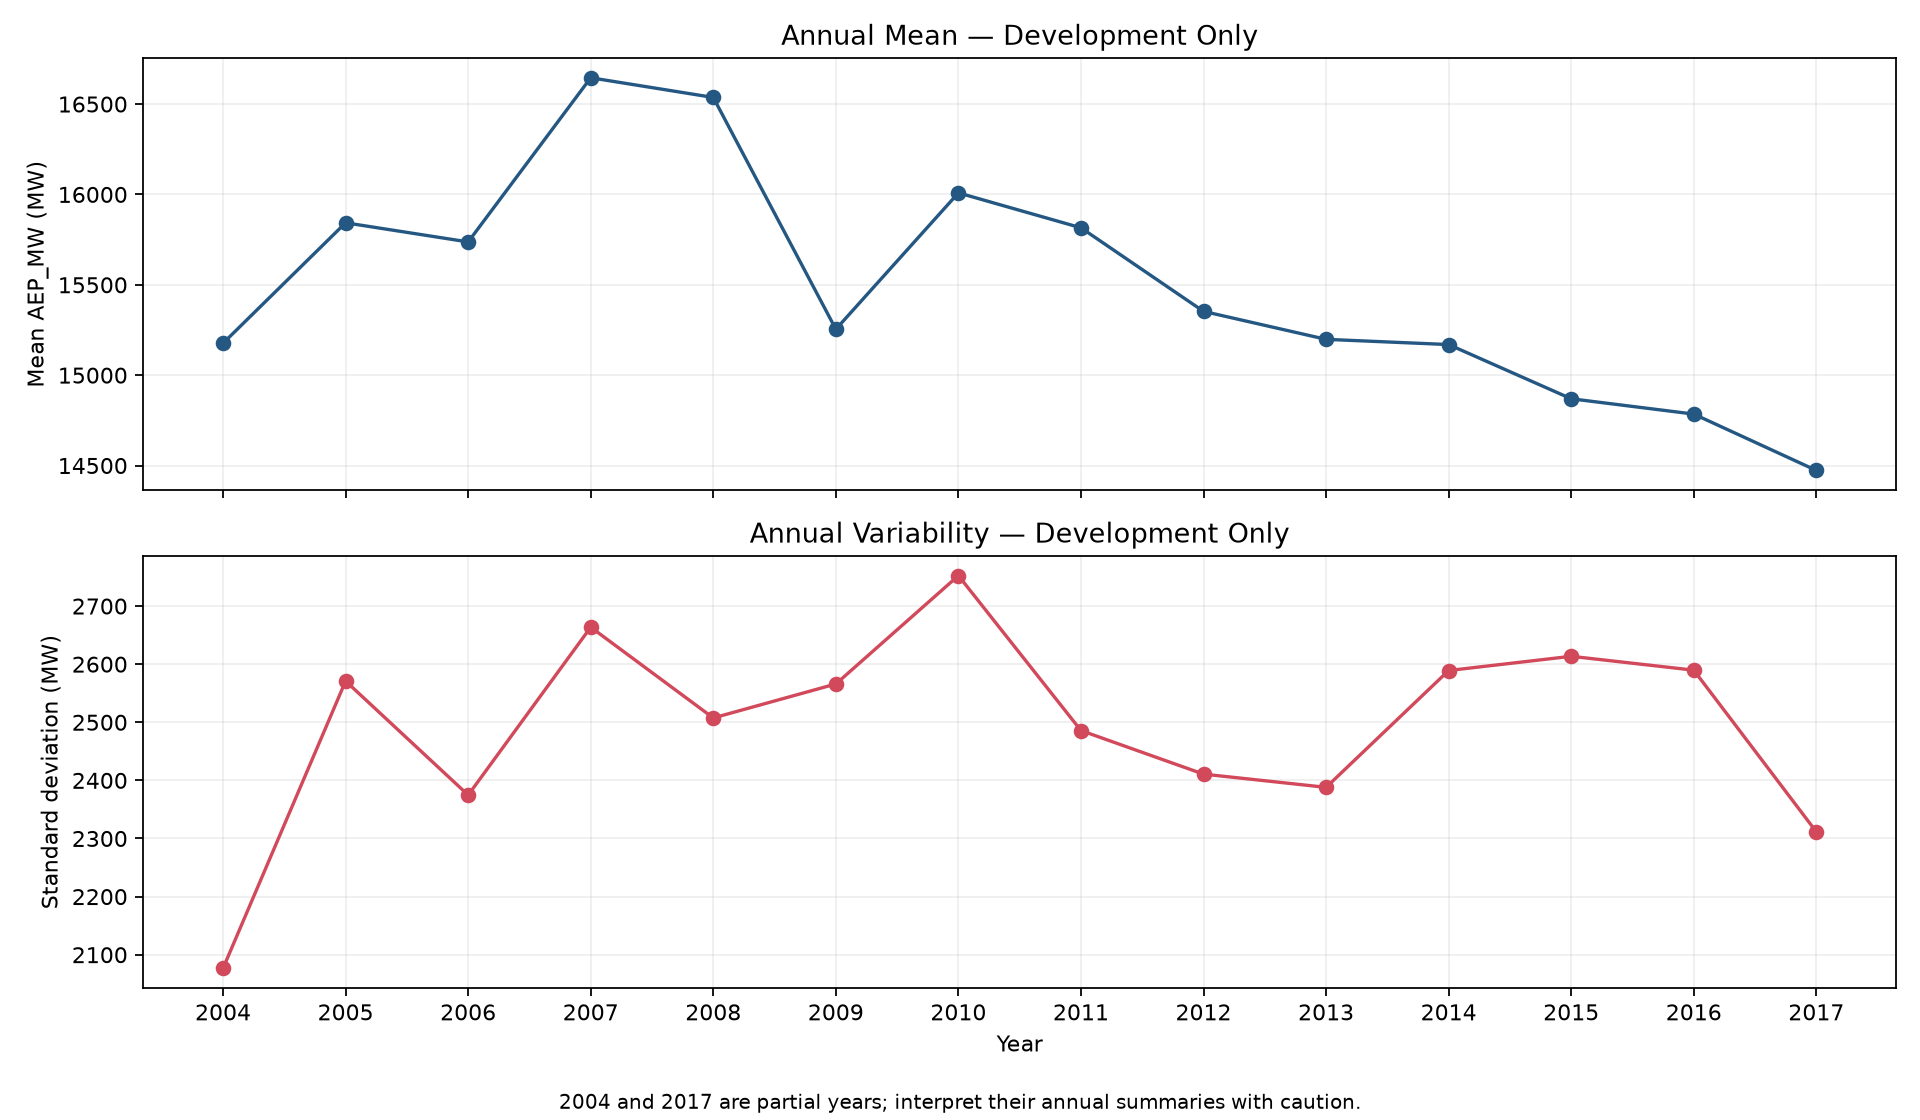 Annual Mean — Development Only
Mean AEP_MW (MW)
16500
16000
15500
15000
14500
Annual Variability — Development Only
Standard deviation (MW)
2700
2600
2500
2400
2300
2200
2100
2004 2005 2006 2007 2008 2009 2010 2011 2012 2013 2014 2015 2016 2017
Year
2004 and 2017 are partial years; interpret their annual summaries with caution.